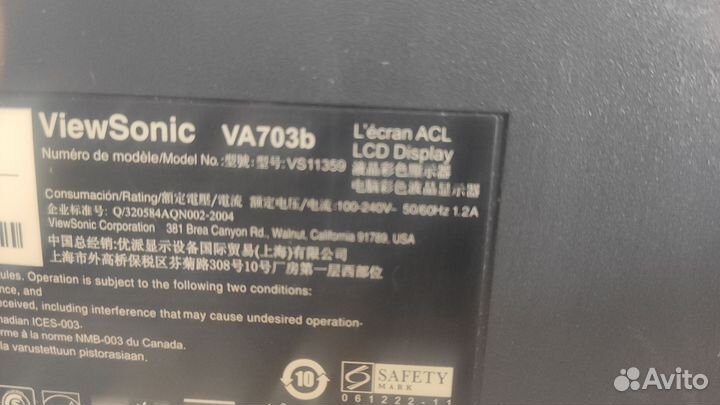 ViewSonic VA703b
L'écran ACL
LCD Display
液晶彩色顯示器
电脑彩色液晶显示器
Numéro de modèle/Model No.:型號: 型号:VS11359
Consumación/Rating/額定電壓/電流 额定电压/电流:100-240V~ 50/60Hz 1.2A
企业标准号: Q/320584AQN002-2004
ViewSonic Corporation 381 Brea Canyon Rd., Walnut, California 91789, USA
中国总经销:优派显示设备国际贸易(上海)有限公司
上海市外高桥保税区芬菊路308号10号厂房第一层西部位
ules. Operation is subject to the following two conditions:
nce, and
eceived, including interference that may cause undesired operation.
nadian ICES-003.
rme à la norme NMB-003 du Canada.
la varustettuun pistorasiaan.
10
S SAFETY
MARK
061222-11
Avito